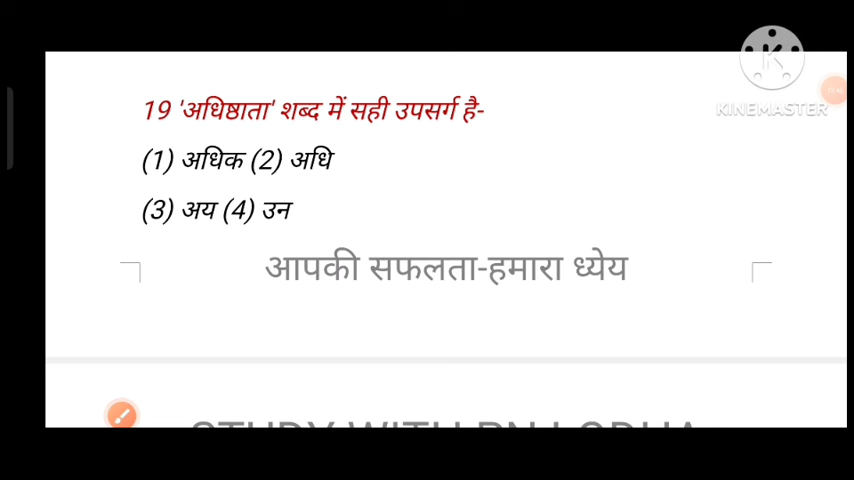 19 'अधिष्ठाता' शब्द में सही उपसर्ग है-
(1) अधिक (2) अधि
(3) अय (4) उन
आपकी सफलता-हमारा ध्येय
KINEMASTER